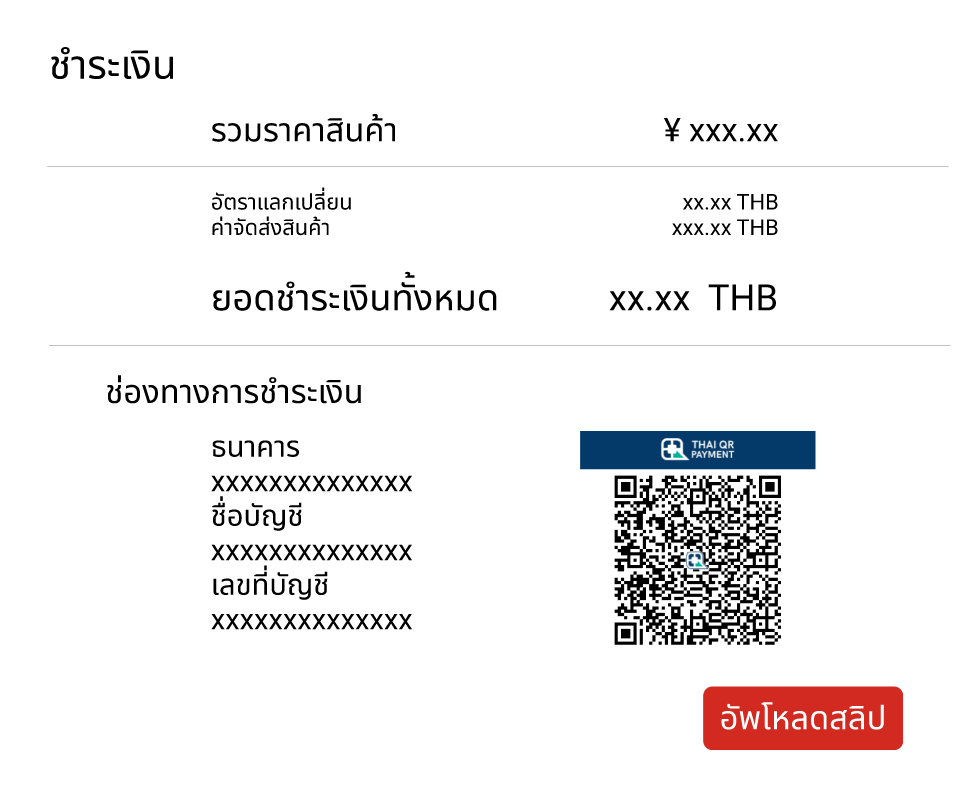 ชำระเงิน
รวมราคาสินค้า ¥ xxx.xx
อัตราแลกเปลี่ยน xx.xx THB
ค่าจัดส่งสินค้า xxx.xx THB
ยอดชำระเงินทั้งหมด xx.xx THB
ช่องทางการชำระเงิน
ธนาคาร
xxxxxxxxxxxxxx
ชื่อบัญชี
xxxxxxxxxxxxxx
เลขที่บัญชี
xxxxxxxxxxxxxx
THAI QR
PAYMENT
อัพโหลดสลิป